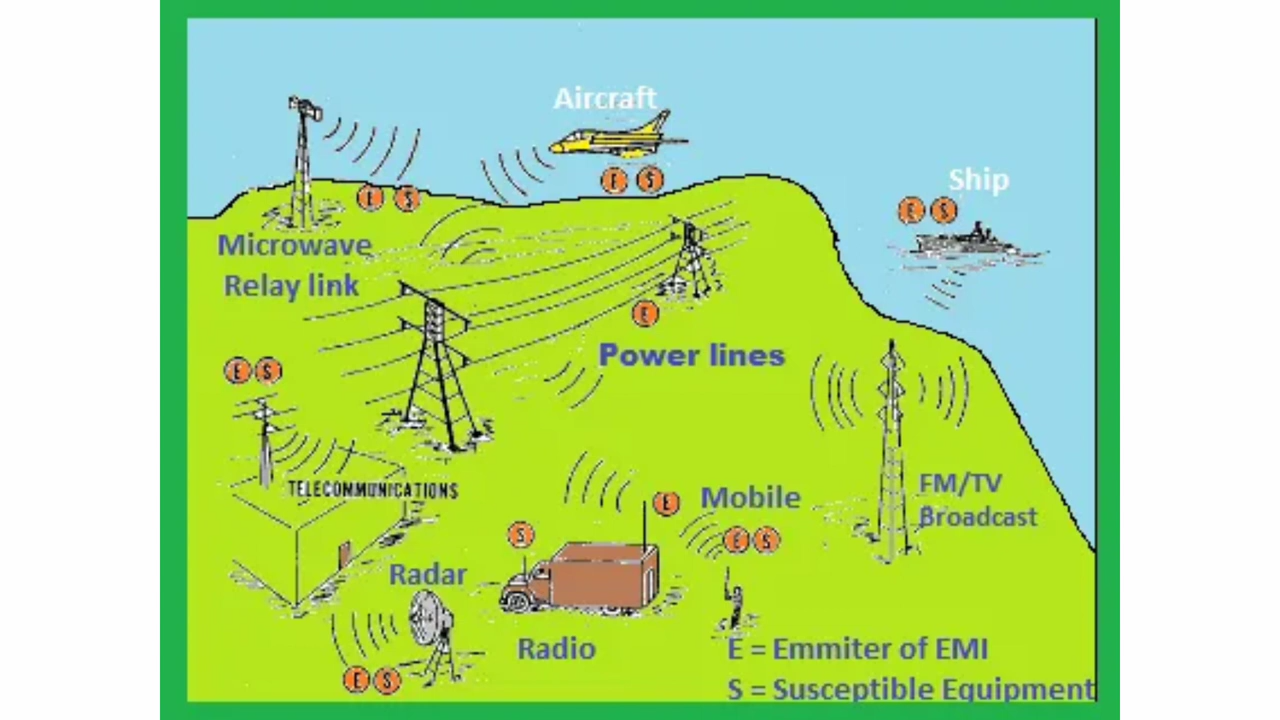 Aircraft
E S
E S
Ship
E S
Microwave
Relay link
E
Power lines
E S
TELECOMMUNICATIONS
FM/TV
Broadcast
Mobile
E
E S
S
Radar
Radio
E S
E = Emmiter of EMI
S = Susceptible Equipment